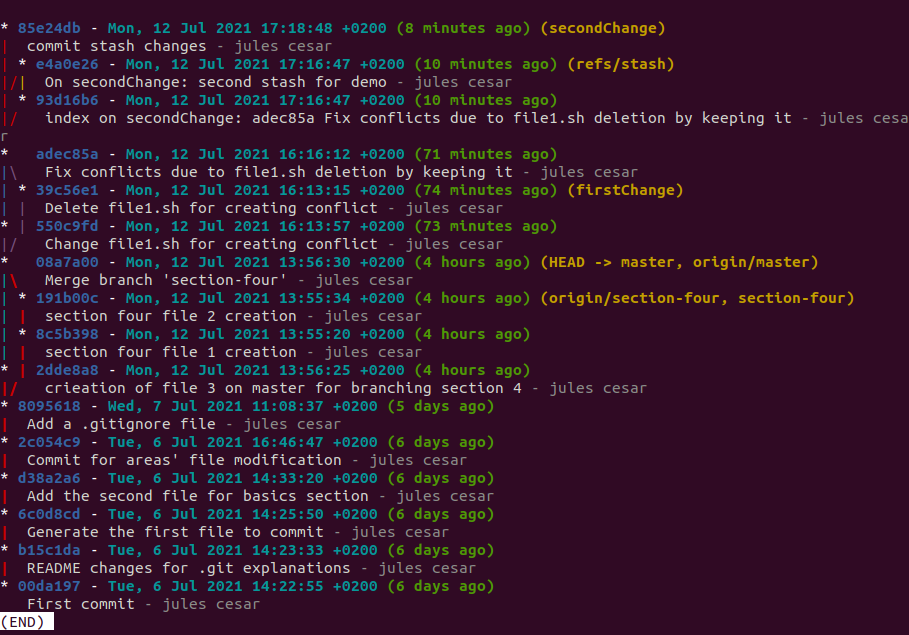 * 85e24db - Mon, 12 Jul 2021 17:18:48 +0200 (8 minutes ago) (secondChange)
|  commit stash changes - jules cesar
| * e4a0e26 - Mon, 12 Jul 2021 17:16:47 +0200 (10 minutes ago) (refs/stash)
|/|  On secondChange: second stash for demo - jules cesar
| * 93d16b6 - Mon, 12 Jul 2021 17:16:47 +0200 (10 minutes ago)
|/   index on secondChange: adec85a Fix conflicts due to file1.sh deletion by keeping it - jules cesa
r
*   adec85a - Mon, 12 Jul 2021 16:16:12 +0200 (71 minutes ago)
|\   Fix conflicts due to file1.sh deletion by keeping it - jules cesar
| * 39c56e1 - Mon, 12 Jul 2021 16:13:15 +0200 (74 minutes ago) (firstChange)
| |  Delete file1.sh for creating conflict - jules cesar
* | 550c9fd - Mon, 12 Jul 2021 16:13:57 +0200 (73 minutes ago)
|/   Change file1.sh for creating conflict - jules cesar
*   08a7a00 - Mon, 12 Jul 2021 13:56:30 +0200 (4 hours ago) (HEAD -> master, origin/master)
|\   Merge branch 'section-four' - jules cesar
| * 191b00c - Mon, 12 Jul 2021 13:55:34 +0200 (4 hours ago) (origin/section-four, section-four)
| |  section four file 2 creation - jules cesar
| * 8c5b398 - Mon, 12 Jul 2021 13:55:20 +0200 (4 hours ago)
| |  section four file 1 creation - jules cesar
* | 2dde8a8 - Mon, 12 Jul 2021 13:56:25 +0200 (4 hours ago)
|/   crieation of file 3 on master for branching section 4 - jules cesar
* 8095618 - Wed, 7 Jul 2021 11:08:37 +0200 (5 days ago)
|  Add a .gitignore file - jules cesar
* 2c054c9 - Tue, 6 Jul 2021 16:46:47 +0200 (6 days ago)
|  Commit for areas' file modification - jules cesar
* d38a2a6 - Tue, 6 Jul 2021 14:33:20 +0200 (6 days ago)
|  Add the second file for basics section - jules cesar
* 6c0d8cd - Tue, 6 Jul 2021 14:25:50 +0200 (6 days ago)
|  Generate the first file to commit - jules cesar
* b15c1da - Tue, 6 Jul 2021 14:23:33 +0200 (6 days ago)
|  README changes for .git explanations - jules cesar
* 00da197 - Tue, 6 Jul 2021 14:22:55 +0200 (6 days ago)
   First commit - jules cesar
(END)